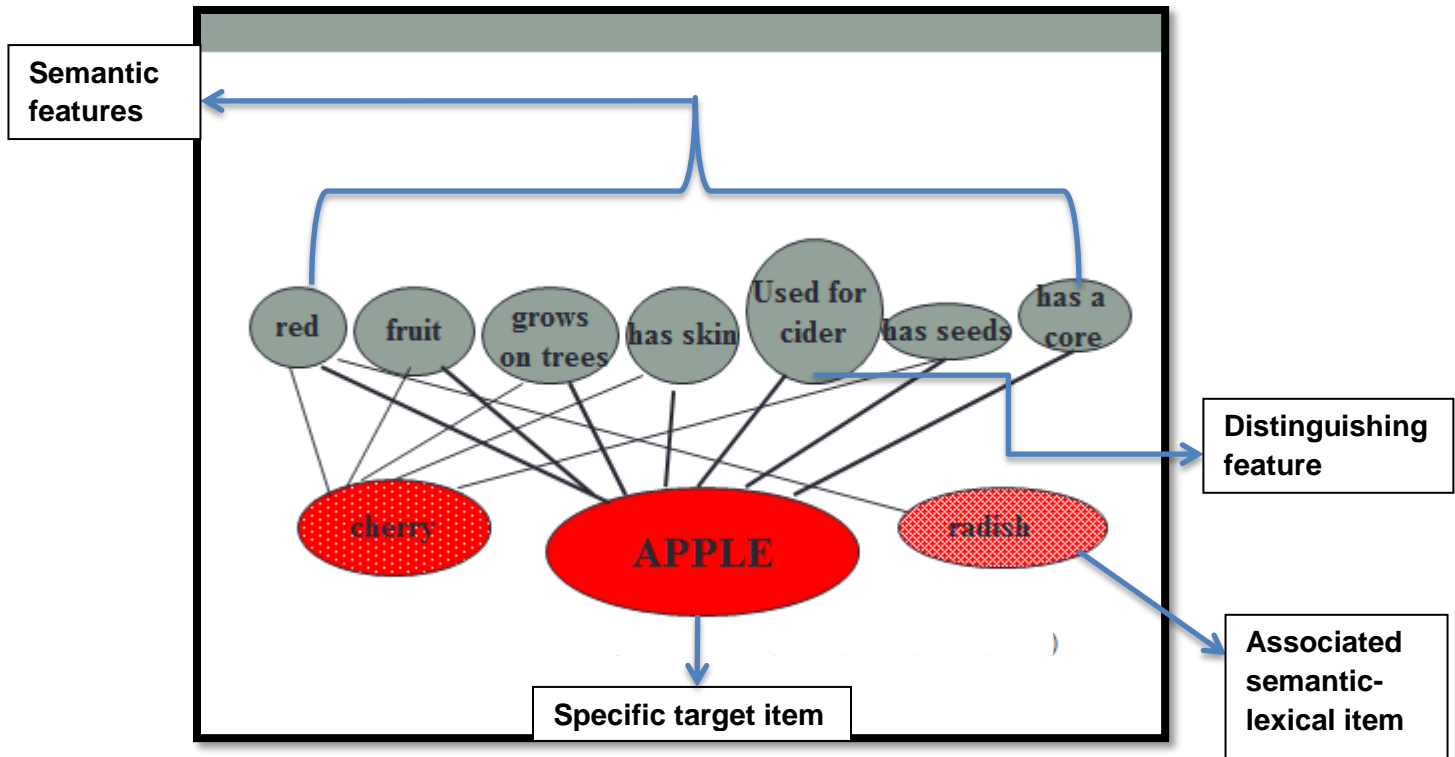 Semantic
features
red
fruit
grows
on trees
has skin
Used for
cider
has seeds
has a
core
Distinguishing
feature
cherry
APPLE
radish
Associated
semantic-
lexical item
Specific target item